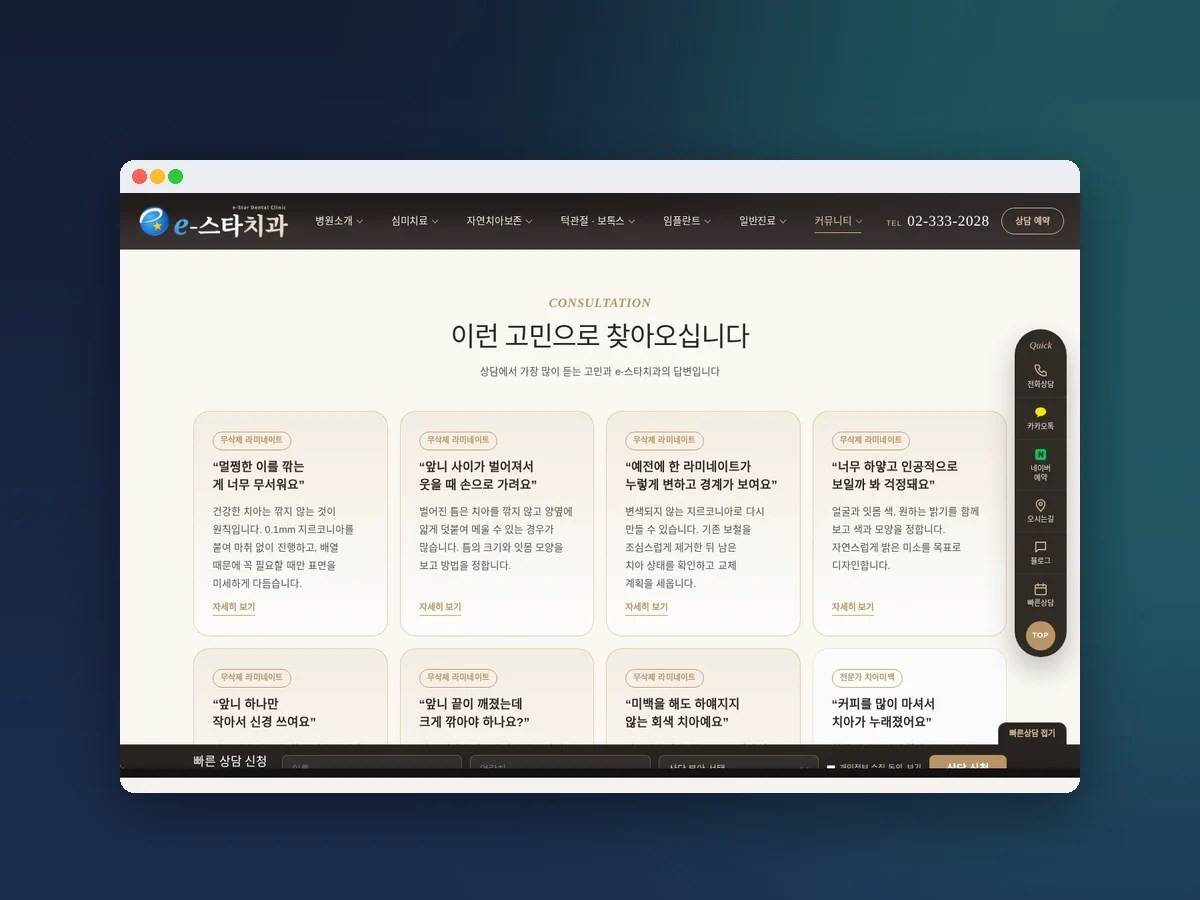 e-Star Dental Clinic
e-스타치과
병원소개
심미치료
자연치아보존
턱관절 · 보톡스
임플란트
일반진료
커뮤니티
TEL 02-333-2028
상담 예약
CONSULTATION
이런 고민으로 찾아오십니다
상담에서 가장 많이 듣는 고민과 e-스타치과의 답변입니다
무삭제 라미네이트
“멀쩡한 이를 깎는
게 너무 무서워요”
건강한 치아는 깎지 않는 것이
원칙입니다. 0.1mm 지르코니아를
붙여 마취 없이 진행하고, 배열
때문에 꼭 필요할 때만 표면을
미세하게 다듬습니다.
자세히 보기
무삭제 라미네이트
“앞니 사이가 벌어져서
웃을 때 손으로 가려요”
벌어진 틈은 치아를 깎지 않고 양옆에
얇게 덧붙여 메울 수 있는 경우가
많습니다. 틈의 크기와 잇몸 모양을
보고 방법을 정합니다.
자세히 보기
무삭제 라미네이트
“예전에 한 라미네이트가
누렇게 변하고 경계가 보여요”
변색되지 않는 지르코니아로 다시
만들 수 있습니다. 기존 보철을
조심스럽게 제거한 뒤 남은
치아 상태를 확인하고 교체
계획을 세웁니다.
자세히 보기
무삭제 라미네이트
“너무 하얗고 인공적으로
보일까 봐 걱정돼요”
얼굴과 잇몸 색, 원하는 밝기를 함께
보고 색과 모양을 정합니다.
자연스럽게 밝은 미소를 목표로
디자인합니다.
자세히 보기
무삭제 라미네이트
“앞니 하나만
작아서 신경 쓰여요”
무삭제 라미네이트
“앞니 끝이 깨졌는데
크게 깎아야 하나요?”
무삭제 라미네이트
“미백을 해도 하얘지지
않는 회색 치아예요”
전문가 치아미백
“커피를 많이 마셔서
치아가 누래졌어요”
Quick
전화상담
카카오톡
N
네이버
예약
오시는길
블로그
빠른상담
TOP
빠른상담 접기
빠른 상담 신청
이름
연락처
상담 분야 선택
개인정보 수집 동의 보기
상담 신청